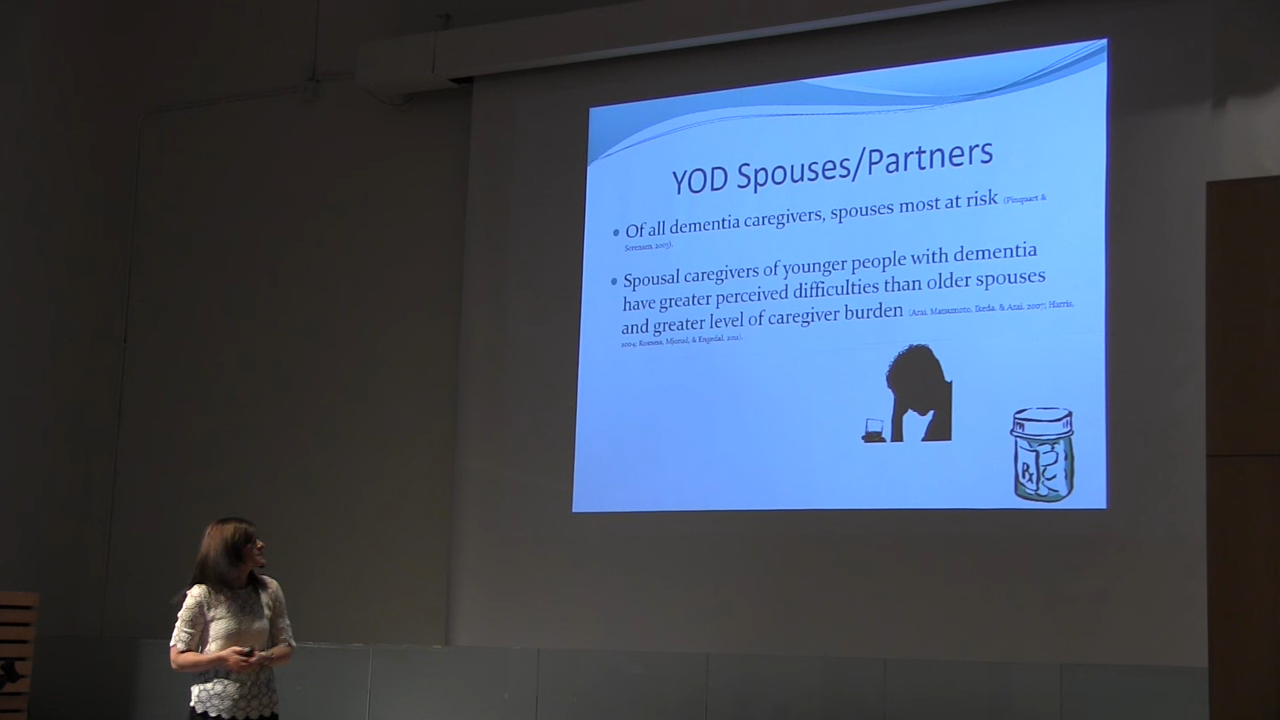 YOD Spouses/Partners
• Of all dementia caregivers, spouses most at risk (Pinquart &
Sorensen, 2003).
• Spousal caregivers of younger people with dementia
have greater perceived difficulties than older spouses
and greater level of caregiver burden (Arai, Matsumoto, Ikeda, & Arai, 2007; Harris,
2004; Rosness, Mjorud, & Engedal, 2011).
Rx